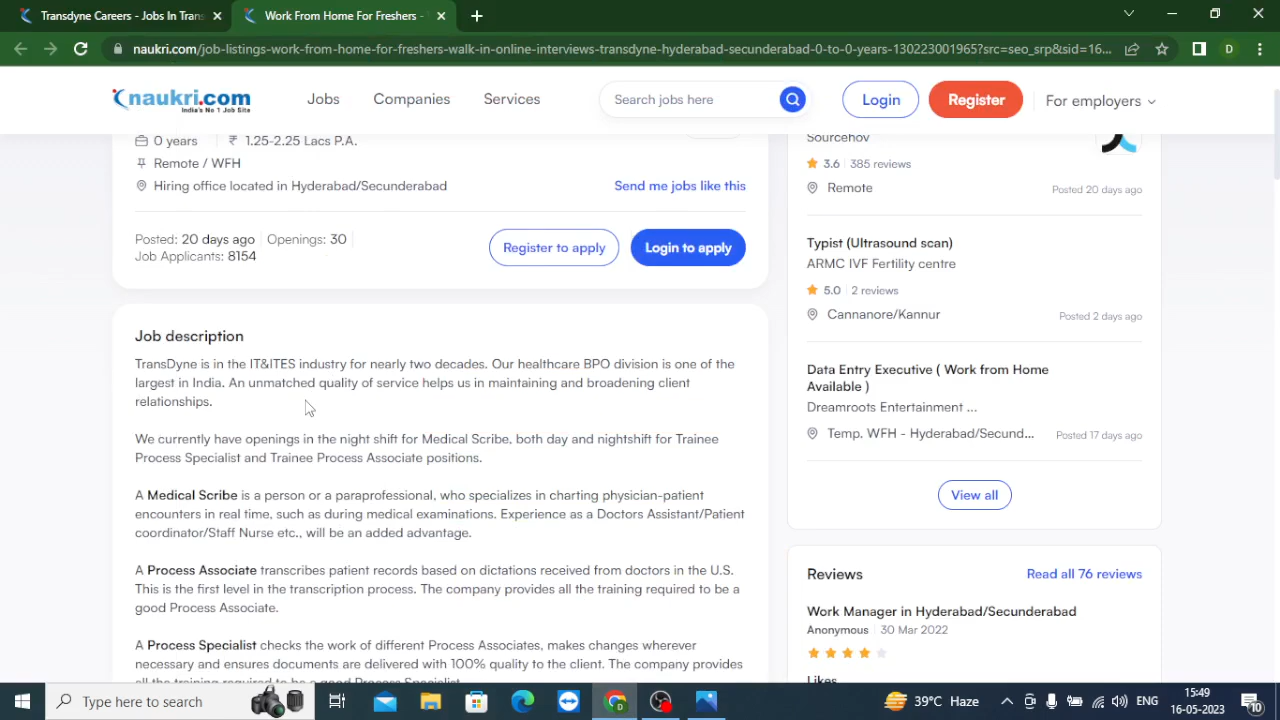 Transdyne Careers - Jobs in Trans
Work From Home For Freshers -
naukri.com/job-listings-work-from-home-for-freshers-walk-in-online-interviews-transdyne-hyderabad-secunderabad-0-to-0-years-130223001965?src=seo_srp&sid=16...
D
naukri.com
India's No 1 Job Site
Jobs
Companies
Services
Search jobs here
Login
Register
For employers
0 years
₹ 1.25-2.25 Lacs P.A.
Remote / WFH
Hiring office located in Hyderabad/Secunderabad
Send me jobs like this
Posted: 20 days ago
Openings: 30
Job Applicants: 8154
Register to apply
Login to apply
Job description
TransDyne is in the IT&ITES industry for nearly two decades. Our healthcare BPO division is one of the
largest in India. An unmatched quality of service helps us in maintaining and broadening client
relationships.
We currently have openings in the night shift for Medical Scribe, both day and nightshift for Trainee
Process Specialist and Trainee Process Associate positions.
A Medical Scribe is a person or a paraprofessional, who specializes in charting physician-patient
encounters in real time, such as during medical examinations. Experience as a Doctors Assistant/Patient
coordinator/Staff Nurse etc., will be an added advantage.
A Process Associate transcribes patient records based on dictations received from doctors in the U.S.
This is the first level in the transcription process. The company provides all the training required to be a
good Process Associate.
A Process Specialist checks the work of different Process Associates, makes changes wherever
necessary and ensures documents are delivered with 100% quality to the client. The company provides
all the training required to be a good Process Specialist.
Sourcehov
3.6
385 reviews
Remote
Posted 20 days ago
Typist (Ultrasound scan)
ARMC IVF Fertility centre
5.0
2 reviews
Cannanore/Kannur
Posted 2 days ago
Data Entry Executive ( Work from Home
Available )
Dreamroots Entertainment ...
Temp. WFH - Hyderabad/Secund...
Posted 17 days ago
View all
Reviews
Read all 76 reviews
Work Manager in Hyderabad/Secunderabad
Anonymous
30 Mar 2022
Likes
Type here to search
39°C Haze
ENG
15:49
16-05-2023
10